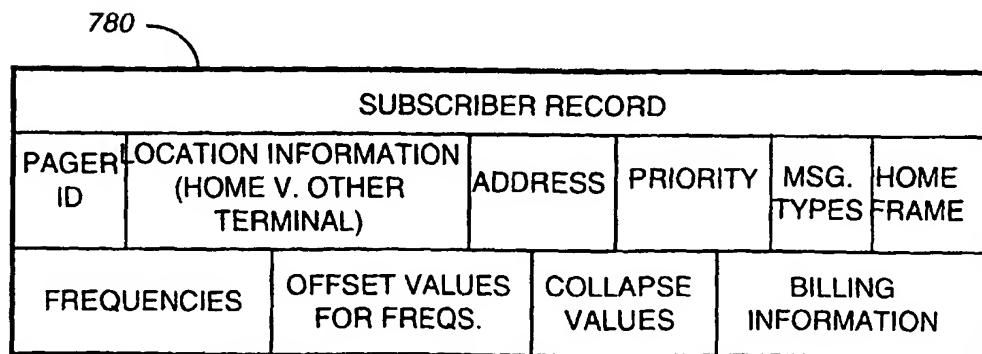 780
SUBSCRIBER RECORD
PAGER ID
LOCATION INFORMATION (HOME V. OTHER TERMINAL)
ADDRESS
PRIORITY
MSG. TYPES
HOME FRAME
FREQUENCIES
OFFSET VALUES FOR FREQS.
COLLAPSE VALUES
BILLING INFORMATION